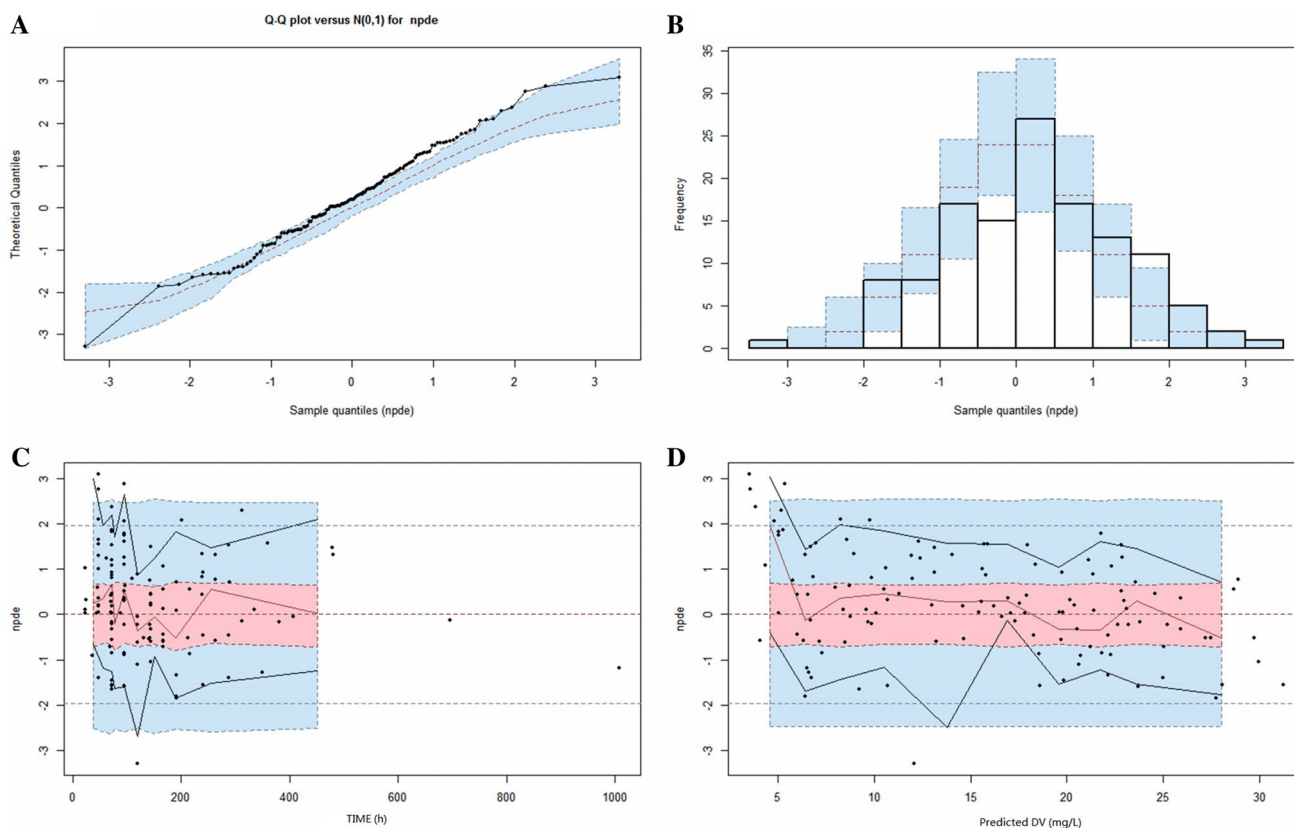 A
Q-Q plot versus N(0,1) for npde
Theoretical Quantiles
3
2
1
0
-1
-2
-3
-3 -2 -1 0 1 2 3
Sample quantiles (npde)
B
Frequency
35
30
25
20
15
10
5
0
-3 -2 -1 0 1 2 3
Sample quantiles (npde)
C
npde
3
2
1
0
-1
-2
-3
0 200 400 600 800 1000
TIME (h)
D
npde
3
2
1
0
-1
-2
-3
5 10 15 20 25 30
Predicted DV (mg/L)